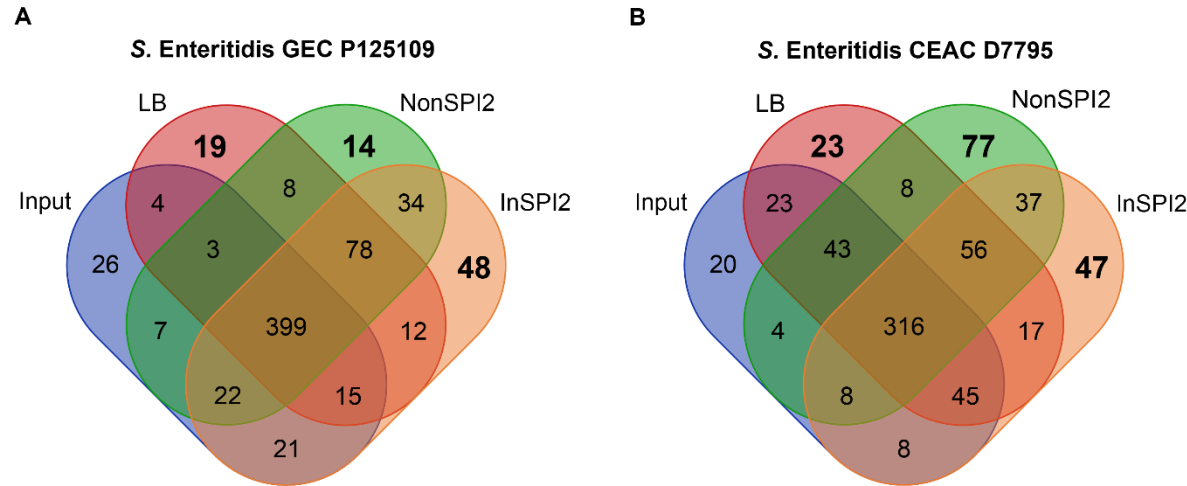 A
B
S. Enteritidis GEC P125109
S. Enteritidis CEAC D7795
LB
NonSPI2
Input
InSPI2
19
14
4
8
34
26
3
78
48
7
399
12
22
15
21
LB
NonSPI2
Input
InSPI2
23
77
23
8
37
20
43
56
47
4
316
17
8
45
8